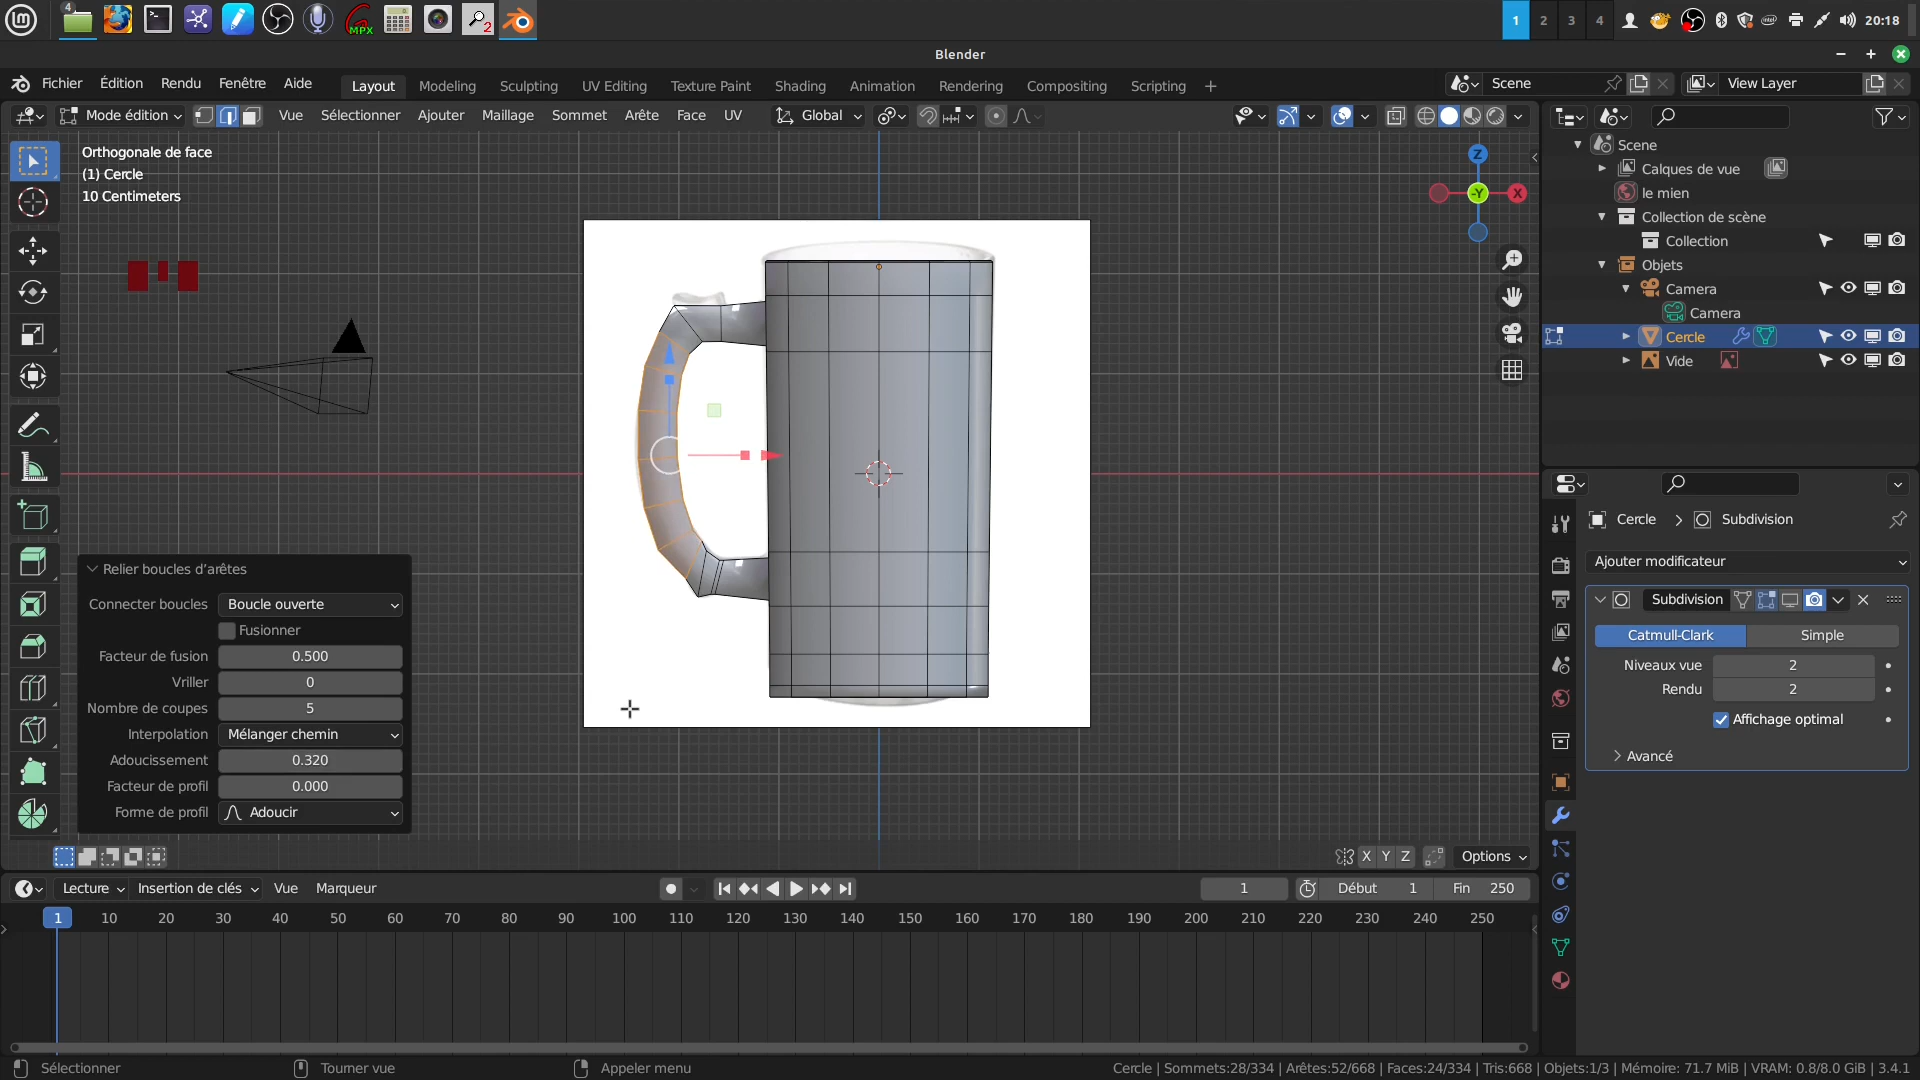 4
MPX
2
1
2
3
4
20:18
Blender
Fichier Édition Rendu Fenêtre Aide
Layout Modeling Sculpting UV Editing Texture Paint Shading Animation Rendering Compositing Scripting +
Scene
View Layer
Mode édition
Vue Sélectionner Ajouter Maillage Sommet Arête Face UV
Global
Orthogonale de face
(1) Cercle
10 Centimeters
Z
-Y
X
Scene
Calques de vue
le mien
Collection de scène
Collection
Objets
Camera
Camera
Cercle
Vide
Cercle > Subdivision
Ajouter modificateur
Subdivision
Catmull-Clark Simple
Niveaux vue 2
Rendu 2
Affichage optimal
Avancé
Relier boucles d'arêtes
Connecter boucles Boucle ouverte
Fusionner
Facteur de fusion 0.500
Vriller 0
Nombre de coupes 5
Interpolation Mélanger chemin
Adoucissement 0.320
Facteur de profil 0.000
Forme de profil Adoucir
X Y Z
Options
Lecture Insertion de clés Vue Marqueur
1
Début 1 Fin 250
1 10 20 30 40 50 60 70 80 90 100 110 120 130 140 150 160 170 180 190 200 210 220 230 240 250
Sélectionner
Tourner vue
Appeler menu
Cercle | Sommets:28/334 | Arêtes:52/668 | Faces:24/334 | Tris:668 | Objets:1/3 | Mémoire: 71.7 MiB | VRAM: 0.8/8.0 GiB | 3.4.1